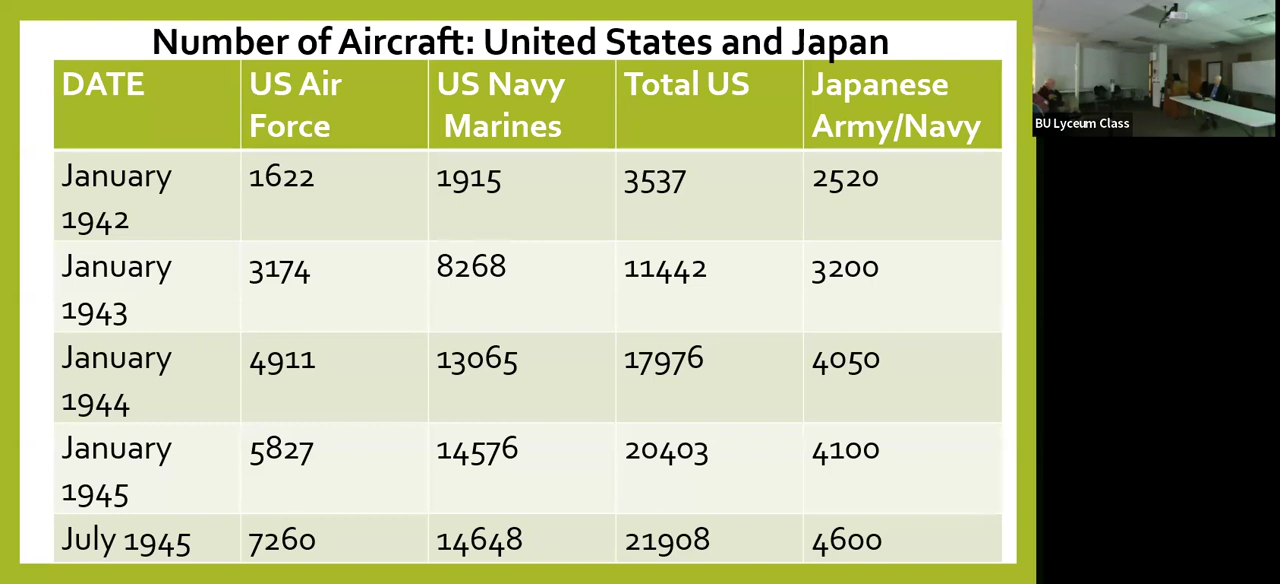 Number of Aircraft: United States and Japan
DATE US Air Force US Navy Marines Total US Japanese Army/Navy
January 1942 1622 1915 3537 2520
January 1943 3174 8268 11442 3200
January 1944 4911 13065 17976 4050
January 1945 5827 14576 20403 4100
July 1945 7260 14648 21908 4600
BU Lyceum Class